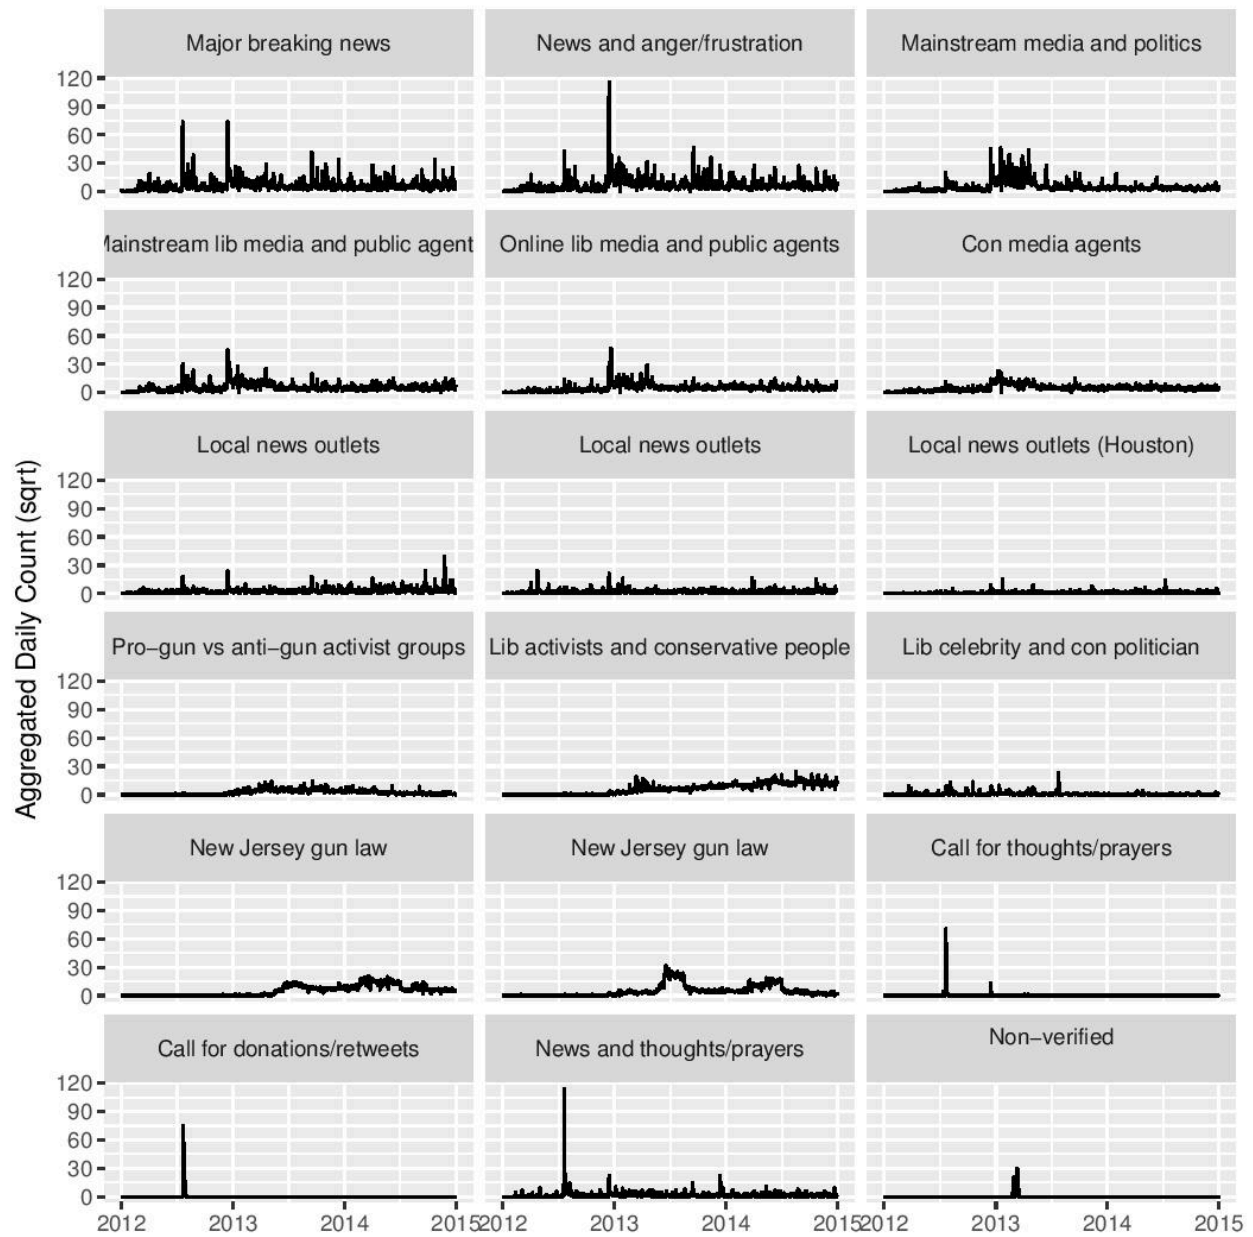 Major breaking news
News and anger/frustration
Mainstream media and politics
120
90
60
30
0
Mainstream lib media and public agent
Online lib media and public agents
Con media agents
120
90
60
30
0
Local news outlets
Local news outlets
Local news outlets (Houston)
120
90
60
30
0
Aggregated Daily Count (sqrt)
Pro−gun vs anti−gun activist groups
Lib activists and conservative people
Lib celebrity and con politician
120
90
60
30
0
New Jersey gun law
New Jersey gun law
Call for thoughts/prayers
120
90
60
30
0
Call for donations/retweets
News and thoughts/prayers
Non−verified
120
90
60
30
0
2012 2013 2014 2015
2012 2013 2014 2015
2012 2013 2014 2015